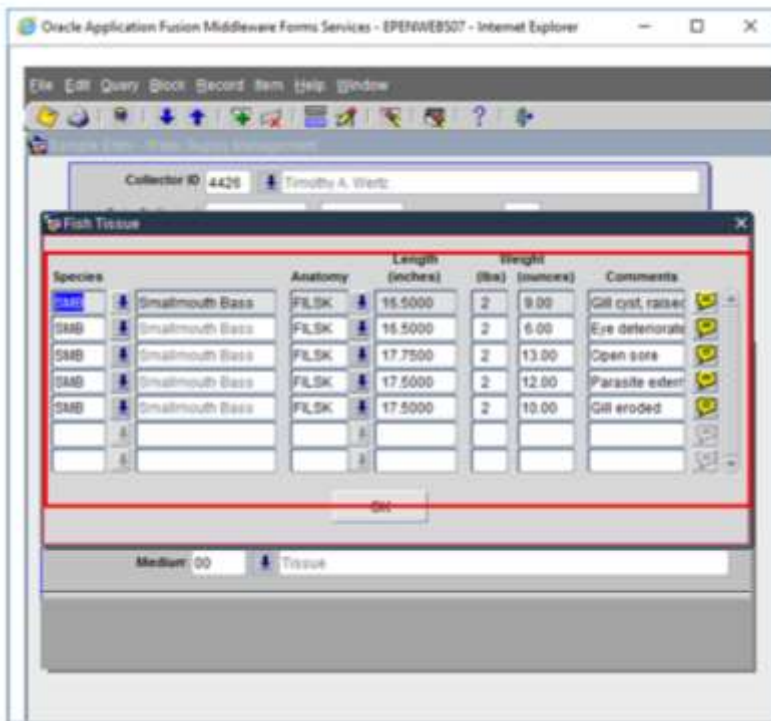 Oracle Application Fusion Middleware Forms Services - EPENWEBS07 - Internet Explorer
File Edit Query Block Record Item Help Window
Collector ID 4426 Timothy A. Wertz
Fish Tissue
Length Weight
Species Anatomy (inches) (lbs) (ounces) Comments
SMB Smallmouth Bass FILSK 16.5000 2 9.00 Gill cyst, raised
SMB Smallmouth Bass FILSK 16.5000 2 6.00 Eye deteriorate
SMB Smallmouth Bass FILSK 17.7500 2 13.00 Open sore
SMB Smallmouth Bass FILSK 17.5000 2 12.00 Parasite extern
SMB Smallmouth Bass FILSK 17.5000 2 10.00 Gill eroded
OK
Medium 00 Tissue